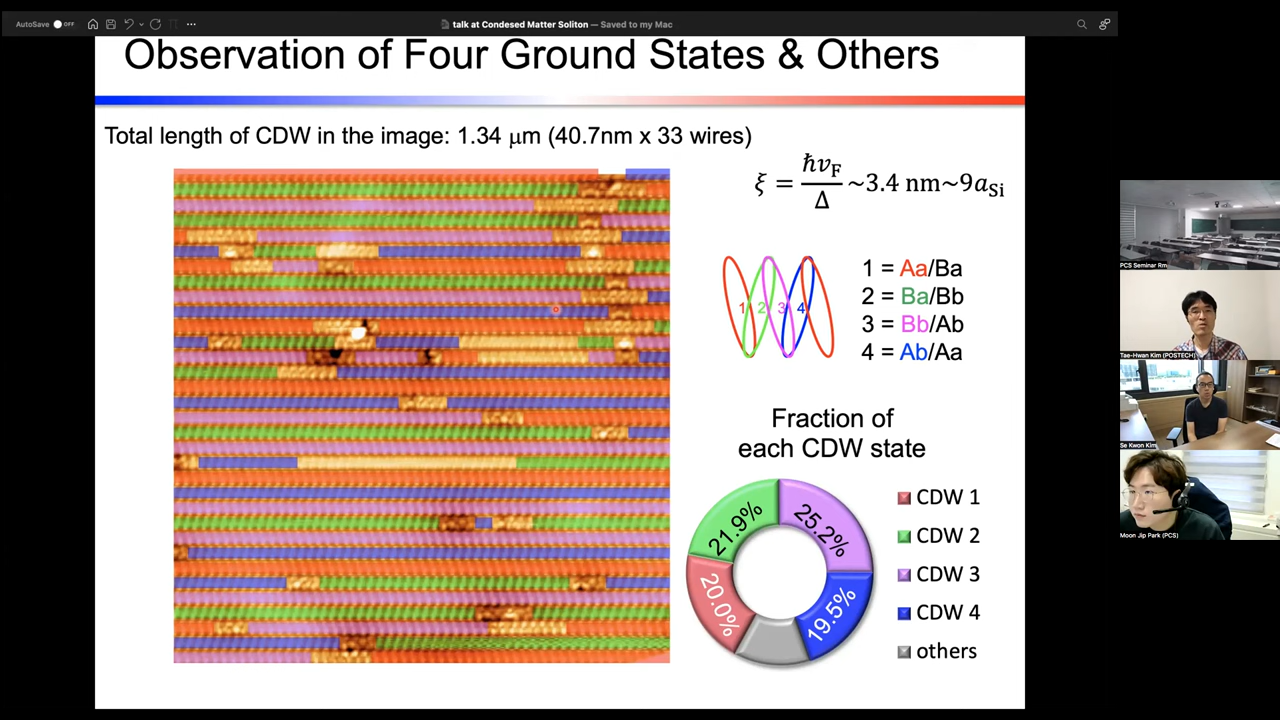 AutoSave OFF
talk at Condesed Matter Soliton — Saved to my Mac
Observation of Four Ground States & Others
Total length of CDW in the image: 1.34 μm (40.7nm x 33 wires)
ξ = ħvF/Δ ~3.4 nm~9aSi
1 2 3 4
1 = Aa/Ba
2 = Ba/Bb
3 = Bb/Ab
4 = Ab/Aa
Fraction of
each CDW state
21.9%
25.2%
20.0%
19.5%
CDW 1
CDW 2
CDW 3
CDW 4
others
PCS Seminar Rm
Tae-Hwan Kim (POSTECH)
Se Kwon Kim
Moon Jip Park (PCS)